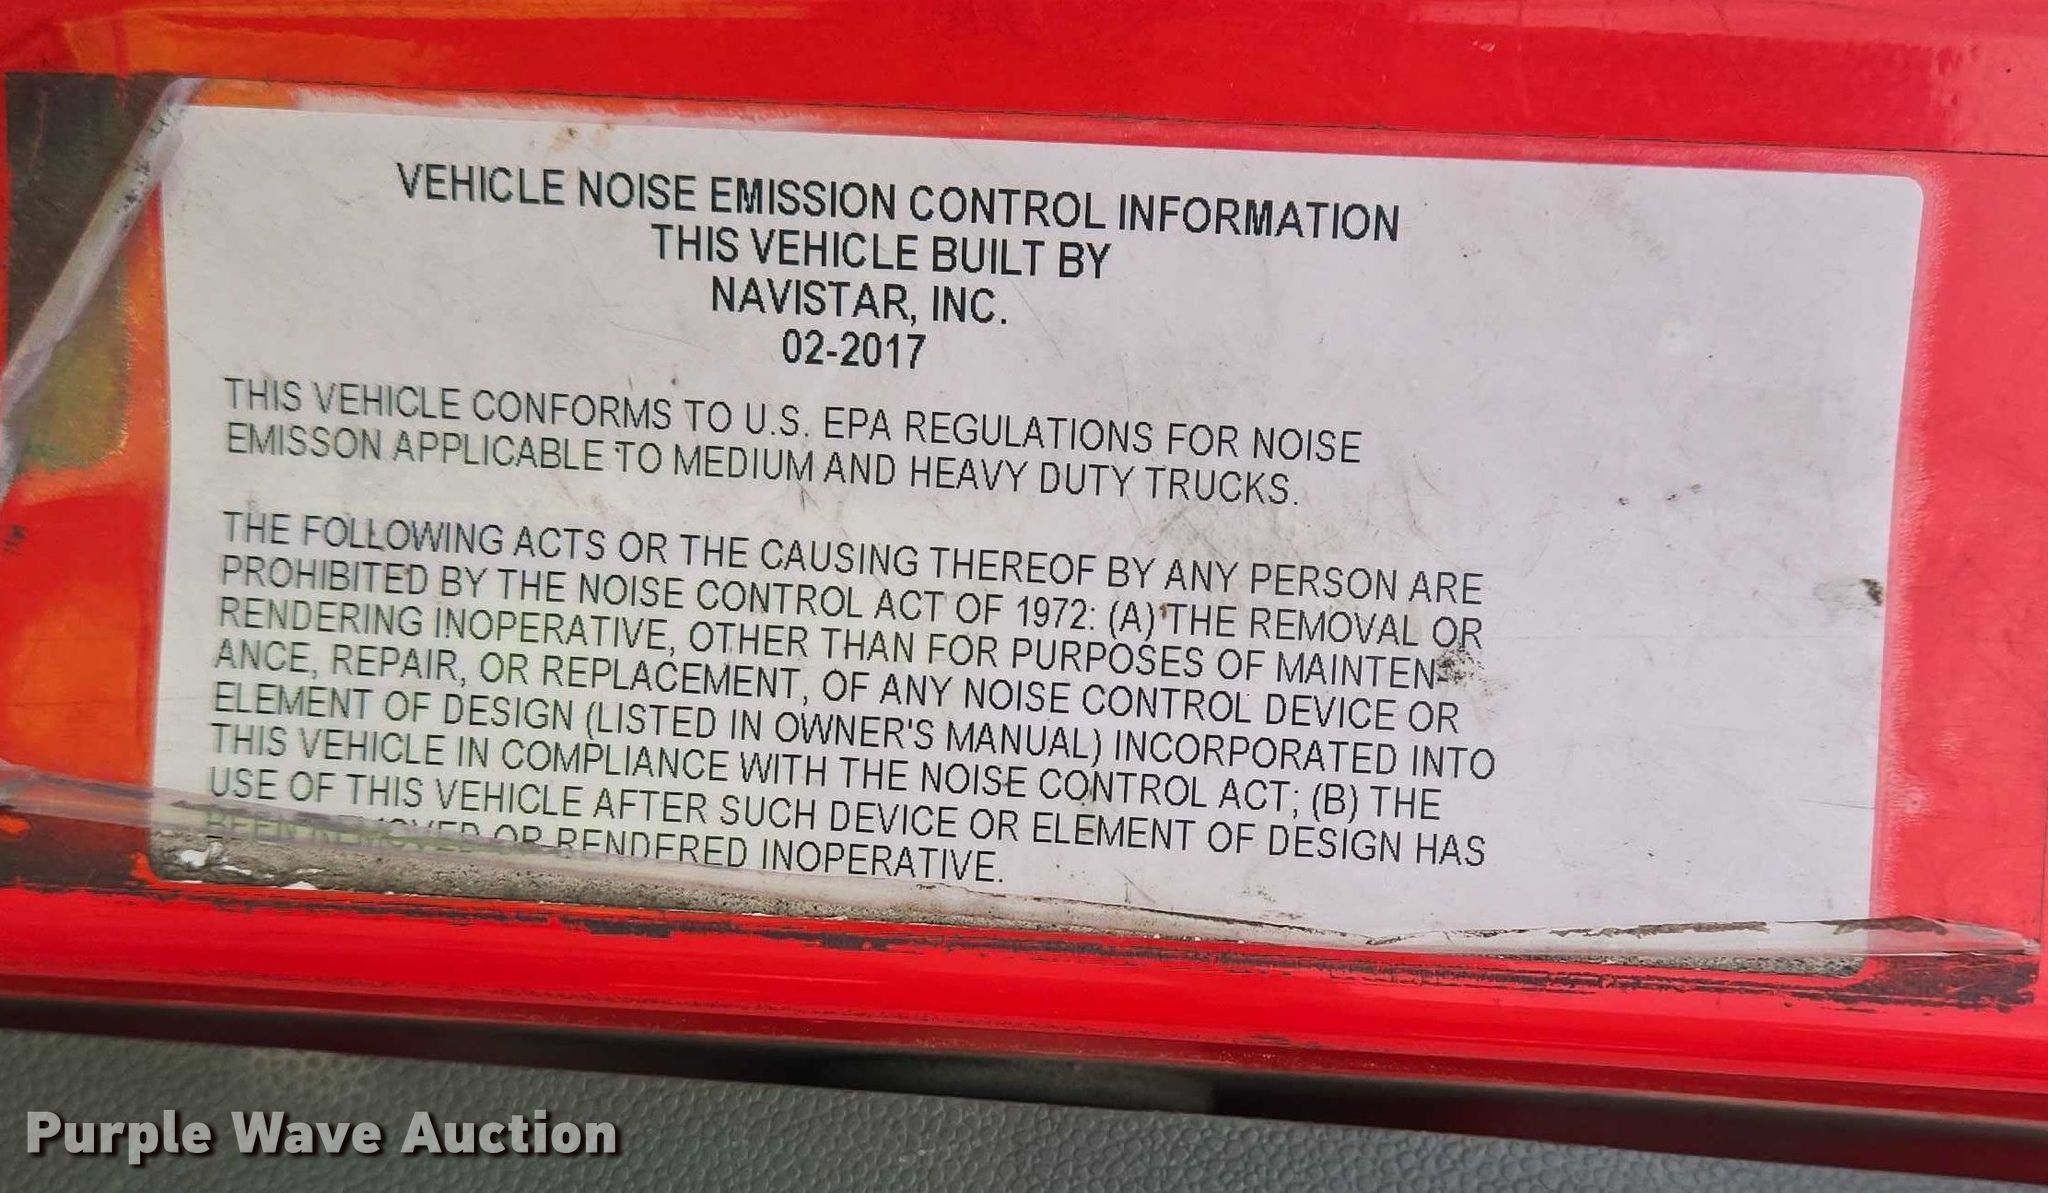 VEHICLE NOISE EMISSION CONTROL INFORMATION
THIS VEHICLE BUILT BY
NAVISTAR, INC.
02-2017
THIS VEHICLE CONFORMS TO U.S. EPA REGULATIONS FOR NOISE
EMISSON APPLICABLE TO MEDIUM AND HEAVY DUTY TRUCKS.
THE FOLLOWING ACTS OR THE CAUSING THEREOF BY ANY PERSON ARE
PROHIBITED BY THE NOISE CONTROL ACT OF 1972: (A) THE REMOVAL OR
RENDERING INOPERATIVE, OTHER THAN FOR PURPOSES OF MAINTEN-
ANCE, REPAIR, OR REPLACEMENT, OF ANY NOISE CONTROL DEVICE OR
ELEMENT OF DESIGN (LISTED IN OWNER'S MANUAL) INCORPORATED INTO
THIS VEHICLE IN COMPLIANCE WITH THE NOISE CONTROL ACT; (B) THE
USE OF THIS VEHICLE AFTER SUCH DEVICE OR ELEMENT OF DESIGN HAS
BEEN REMOVED OR RENDERED INOPERATIVE.
Purple Wave Auction